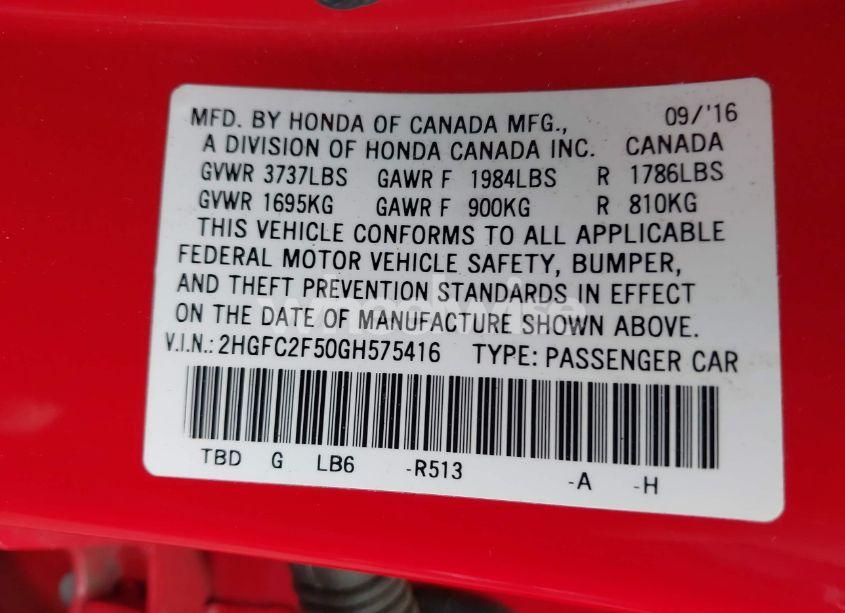 MFD. BY HONDA OF CANADA MFG., 09/'16
A DIVISION OF HONDA CANADA INC. CANADA
GVWR 3737LBS GAWR F 1984LBS R 1786LBS
GVWR 1695KG GAWR F 900KG R 810KG
THIS VEHICLE CONFORMS TO ALL APPLICABLE
FEDERAL MOTOR VEHICLE SAFETY, BUMPER,
AND THEFT PREVENTION STANDARDS IN EFFECT
ON THE DATE OF MANUFACTURE SHOWN ABOVE.
V.I.N.: 2HGFC2F50GH575416 TYPE: PASSENGER CAR
TBD G LB6 -R513 -A -H